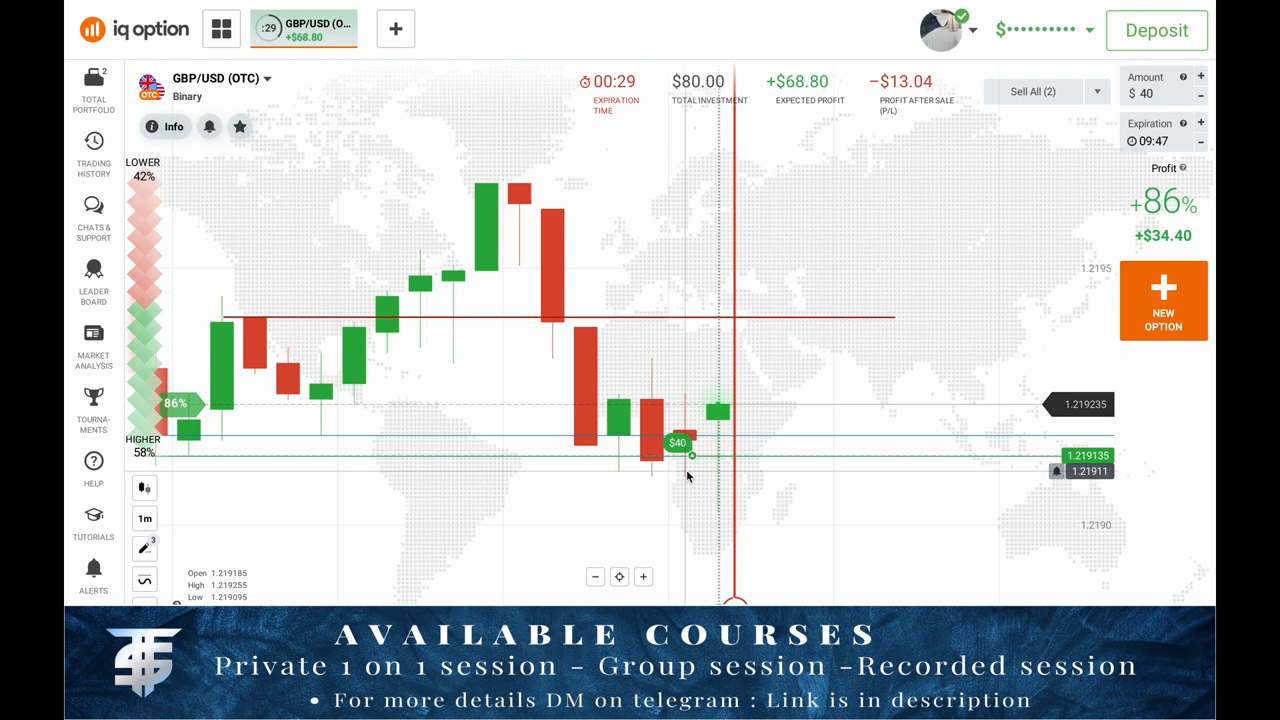 iq option
:29
GBP/USD (O...
+$68.80
$••••••••••
Deposit
2
TOTAL
PORTFOLIO
TRADING
HISTORY
CHATS &
SUPPORT
LEADER
BOARD
MARKET
ANALYSIS
TOURNA-
MENTS
HELP
TUTORIALS
ALERTS
OTC
GBP/USD (OTC)
Binary
Info
00:29
EXPIRATION
TIME
$80.00
TOTAL INVESTMENT
+$68.80
EXPECTED PROFIT
−$13.04
PROFIT AFTER SALE
(P/L)
Sell All (2)
Amount
$ 40
Expiration
09:47
Profit
+86%
+$34.40
NEW
OPTION
LOWER
42%
86%
HIGHER
58%
$40
1.2195
1.219235
1.219135
1.21911
1.2190
1m
3
Open 1.219185
High 1.219255
Low 1.219095
AVAILABLE COURSES
Private 1 on 1 session - Group session -Recorded session
• For more details DM on telegram : Link is in description